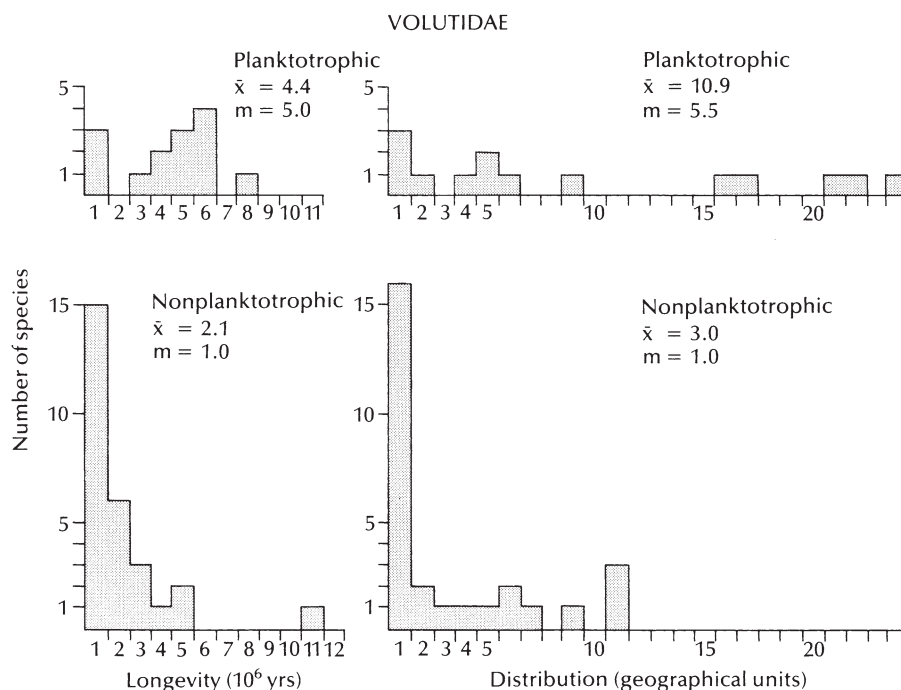 VOLUTIDAE
Planktotrophic
x̄ = 4.4
m = 5.0
5
1
1 2 3 4 5 6 7 8 9 10 11
Planktotrophic
x̄ = 10.9
m = 5.5
5
1
1 2 3 4 5 10 15 20
Number of species
Nonplanktotrophic
x̄ = 2.1
m = 1.0
15
10
5
1
1 2 3 4 5 6 7 8 9 10 11 12
Longevity (10⁶ yrs)
Nonplanktotrophic
x̄ = 3.0
m = 1.0
15
10
5
1
1 2 3 4 5 10 20
Distribution (geographical units)